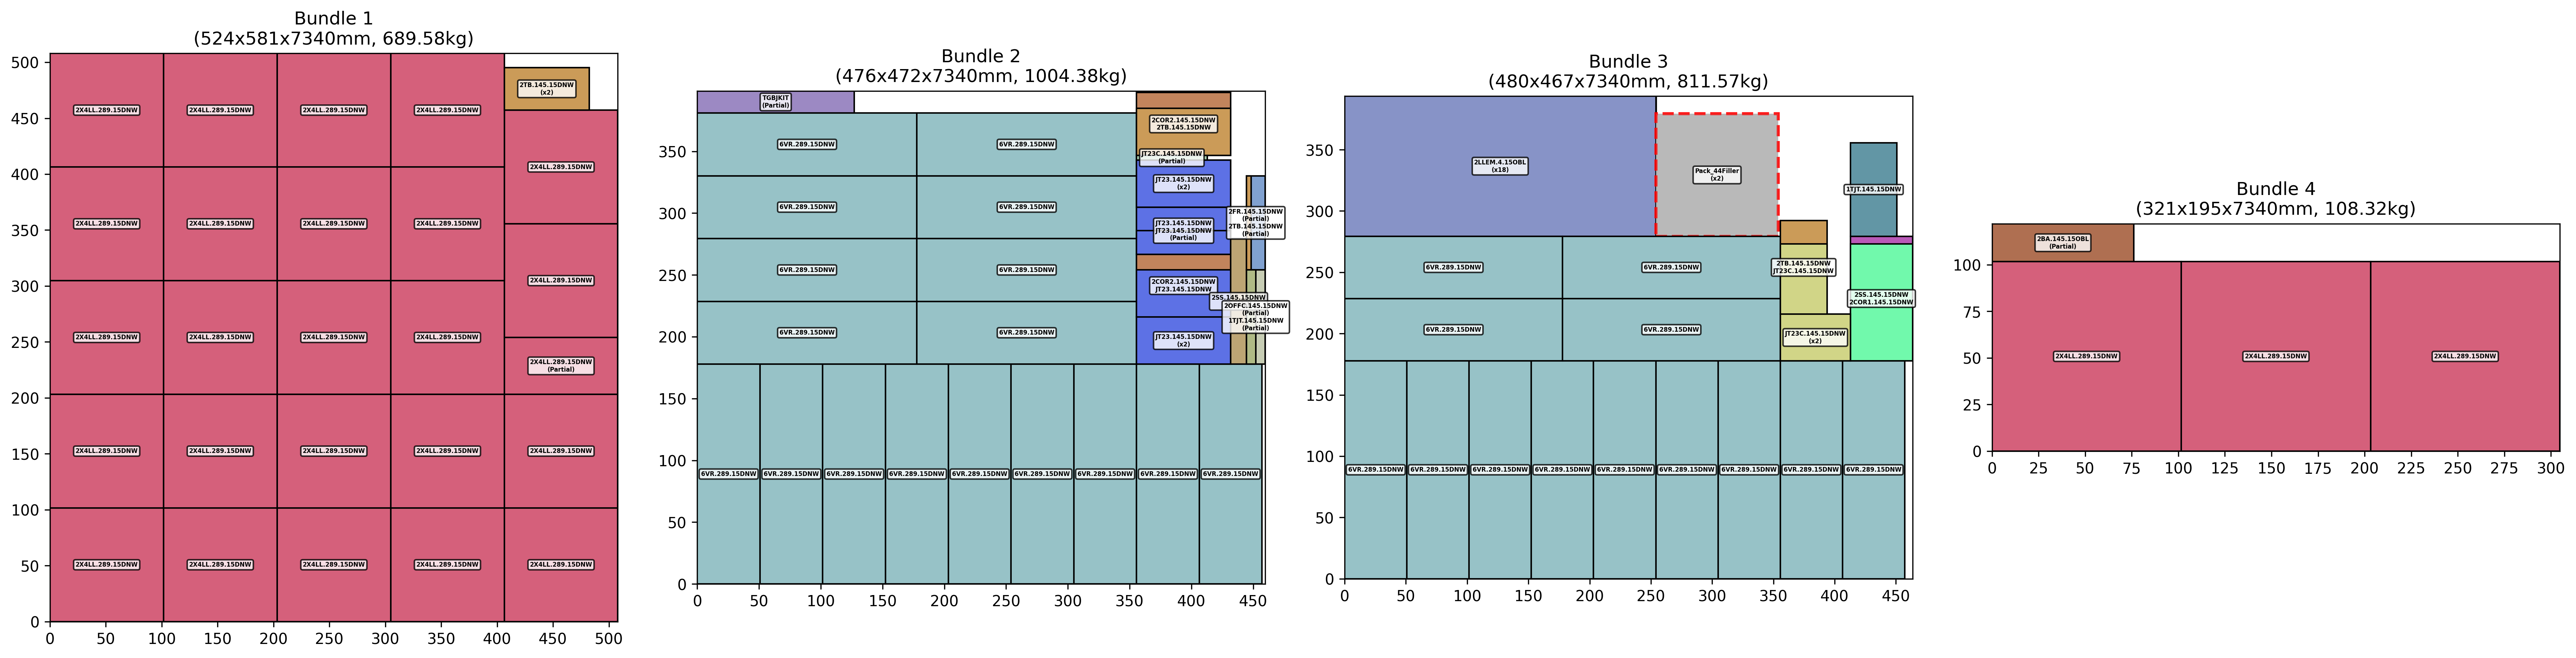 Bundle 1
(524x581x7340mm, 689.58kg)
500
400
300
200
100
0
2X4LL.289.15DNW
2X4LL.289.15DNW
2X4LL.289.15DNW
2X4LL.289.15DNW
2TB.145.15DNW
(x2)
2X4LL.289.15DNW
2X4LL.289.15DNW
2X4LL.289.15DNW
2X4LL.289.15DNW
2X4LL.289.15DNW
2X4LL.289.15DNW
2X4LL.289.15DNW
2X4LL.289.15DNW
2X4LL.289.15DNW
2X4LL.289.15DNW
2X4LL.289.15DNW
2X4LL.289.15DNW
(Partial)
2X4LL.289.15DNW
2X4LL.289.15DNW
2X4LL.289.15DNW
2X4LL.289.15DNW
2X4LL.289.15DNW
2X4LL.289.15DNW
2X4LL.289.15DNW
2X4LL.289.15DNW
2X4LL.289.15DNW
2X4LL.289.15DNW
0 50 100 150 200 250 300 350 400 450 500
450
350
250
150
50
Bundle 2
(476x472x7340mm, 1004.38kg)
350
300
250
200
150
100
50
0
TGBJKIT
(Partial)
2COR2.145.15DNW
2TB.145.15DNW
6VR.289.15DNW
6VR.289.15DNW
JT23C.145.15DNW
(Partial)
JT23.145.15DNW
(x2)
6VR.289.15DNW
6VR.289.15DNW
2FR.145.15DNW
(Partial)
2TB.145.15DNW
(Partial)
JT23.145.15DNW
JT23.145.15DNW
(Partial)
6VR.289.15DNW
6VR.289.15DNW
2COR2.145.15DNW
JT23.145.15DNW
2SS.145.15DNW
2OFFC.145.15DNW
(Partial)
1TJT.145.15DNW
(Partial)
6VR.289.15DNW
6VR.289.15DNW
JT23.145.15DNW
(x2)
6VR.289.15DNW
6VR.289.15DNW
6VR.289.15DNW
6VR.289.15DNW
6VR.289.15DNW
6VR.289.15DNW
6VR.289.15DNW
6VR.289.15DNW
6VR.289.15DNW
0 50 100 150 200 250 300 350 400 450
Bundle 3
(480x467x7340mm, 811.57kg)
350
300
250
200
150
100
50
0
2LLEM.4.15OBL
(x18)
Pack_44Filler
(x2)
1TJT.145.15DNW
6VR.289.15DNW
6VR.289.15DNW
2TB.145.15DNW
JT23C.145.15DNW
2SS.145.15DNW
2COR1.145.15DNW
6VR.289.15DNW
6VR.289.15DNW
JT23C.145.15DNW
(x2)
6VR.289.15DNW
6VR.289.15DNW
6VR.289.15DNW
6VR.289.15DNW
6VR.289.15DNW
6VR.289.15DNW
6VR.289.15DNW
6VR.289.15DNW
6VR.289.15DNW
0 50 100 150 200 250 300 350 400 450
Bundle 4
(321x195x7340mm, 108.32kg)
100
75
50
25
0
2BA.145.15OBL
(Partial)
2X4LL.289.15DNW
2X4LL.289.15DNW
2X4LL.289.15DNW
0 25 50 75 100 125 150 175 200 225 250 275 300